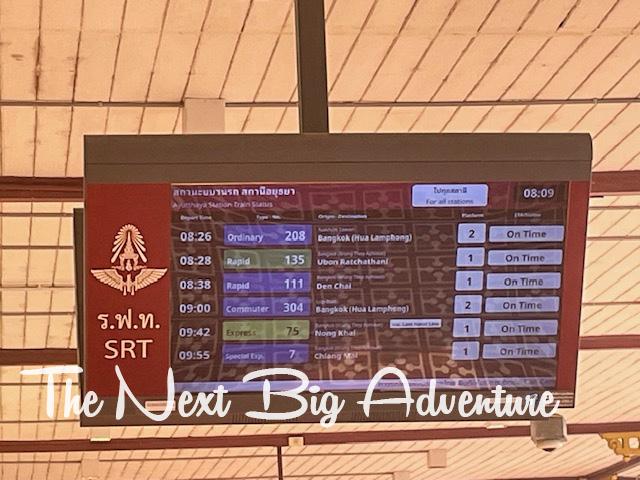 สถานะขบวนรถ สถานีอยุธยา
Ayutthaya Station Train Status
ไปทุกสถานี
For all stations
08:09
Depart Time Type - No. Origin - Destination Platform
08:26 Ordinary 208 Bangkok (Hua Lamphong) 2 On Time
08:28 Rapid 135 Ubon Ratchathani 1 On Time
08:38 Rapid 111 Den Chai 1 On Time
09:00 Commuter 304 Bangkok (Hua Lamphong) 2 On Time
09:42 Express 75 Nong Khai 1 On Time
09:55 Special Exp. 7 Chiang Mai 1 On Time
ร.ฟ.ท.
SRT
The Next Big Adventure